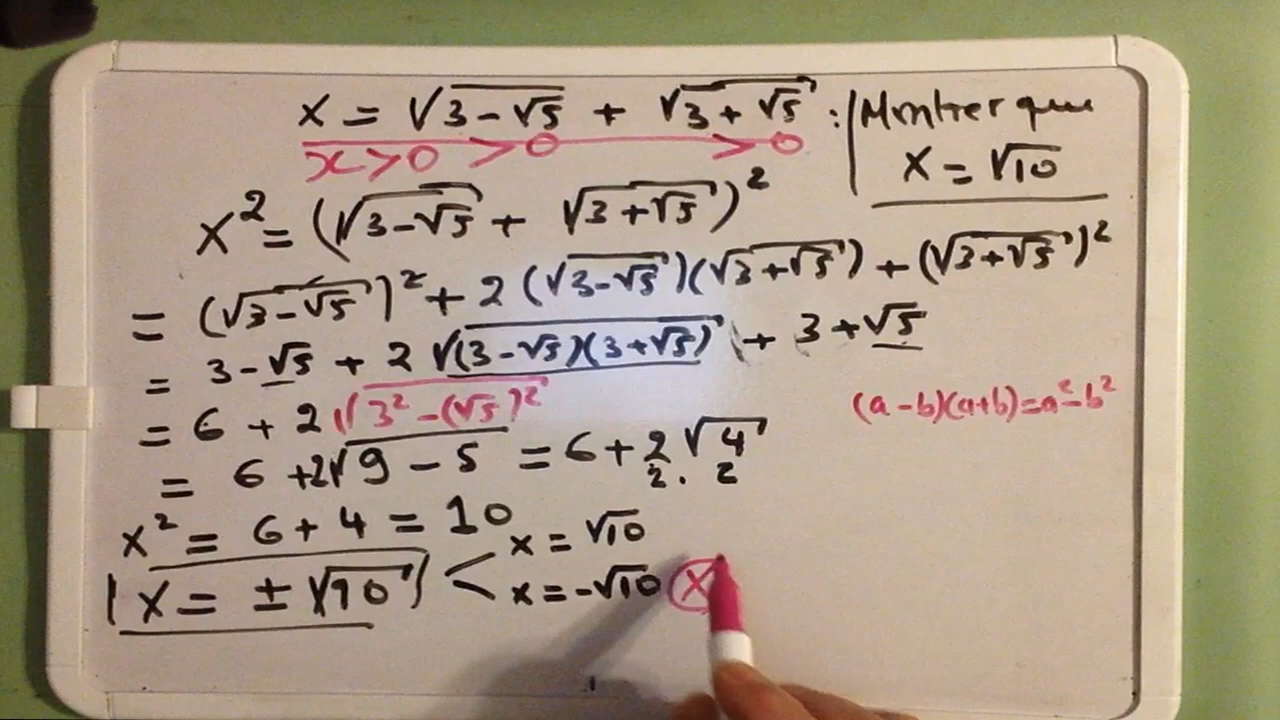 x = √(3-√5) + √(3+√5) : Montrer que
x > 0 > 0 > 0 x = √10
x² = (√(3-√5) + √(3+√5))²
= (√(3-√5))² + 2(√(3-√5))(√(3+√5)) + (√(3+√5))²
= 3-√5 + 2√((3-√5)(3+√5)) + 3+√5
= 6 + 2√(3²-(√5)²) (a-b)(a+b)=a²-b²
= 6 + 2√(9-5) = 6 + 2√4
2 . 2
x² = 6 + 4 = 10
x = √10
x = ±√10 < x = -√10 X